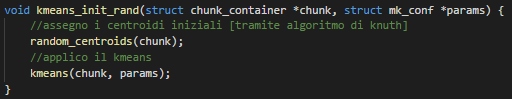 void kmeans_init_rand(struct chunk_container *chunk, struct mk_conf *params) {
    //assegno i centroidi iniziali [tramite algoritmo di knuth]
    random_centroids(chunk);
    //applico il kmeans
    kmeans(chunk, params);
}